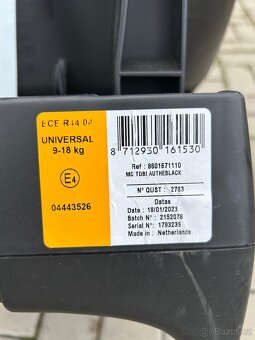 ECE R44 04
UNIVERSAL
9-18 kg
E4
04443526
8 712930 161530
Ref : 8601671110
MC TOBI AUTHEBLACK
N° QUST : 2783
Datas
Date : 18/01/2023
Batch N° : 2152078
Serial N° : 1793235
Made in : Netherlands